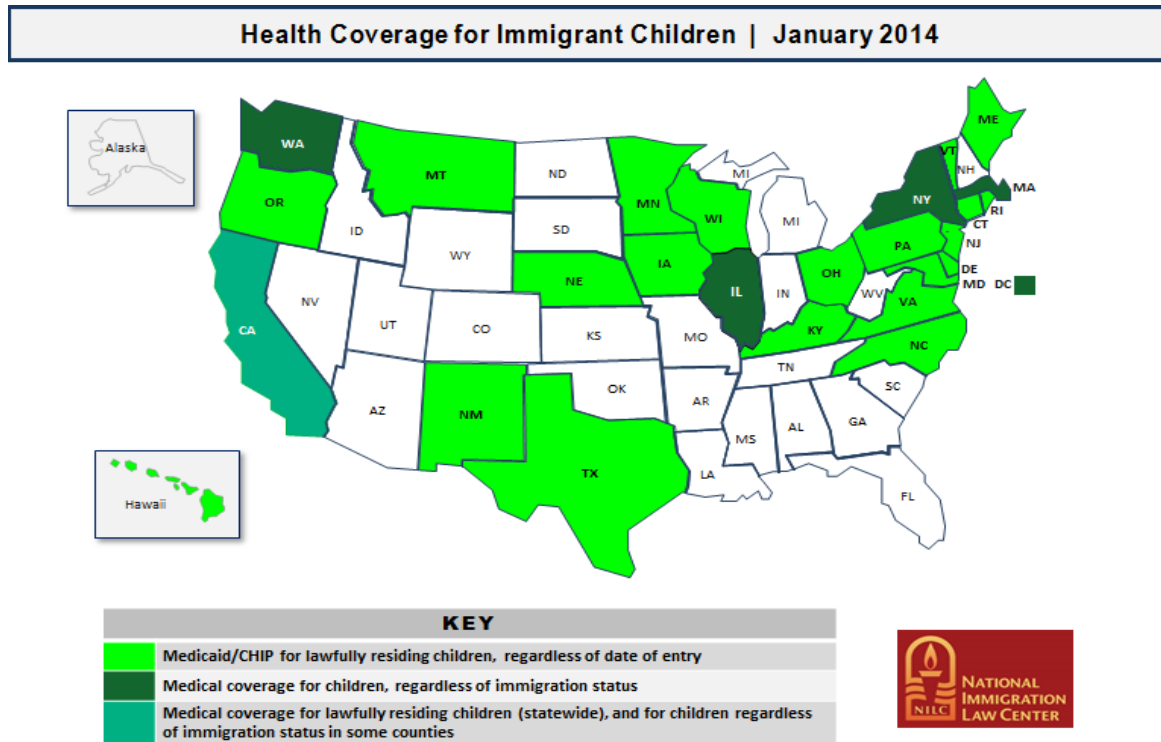 Health Coverage for Immigrant Children | January 2014
Alaska
WA
MT
ND
ME
VT
NH
OR
ID
MN
MI
NY
MA
SD
WI
MI
RI
CT
WY
PA
NJ
IA
NE
OH
DE
MD
DC
NV
UT
CO
IL
IN
WV
VA
CA
KS
MO
KY
NC
TN
AZ
NM
OK
AR
SC
MS
AL
GA
TX
LA
FL
Hawaii
KEY
Medicaid/CHIP for lawfully residing children, regardless of date of entry
Medical coverage for children, regardless of immigration status
Medical coverage for lawfully residing children (statewide), and for children regardless
of immigration status in some counties
NILC
NATIONAL
IMMIGRATION
LAW CENTER